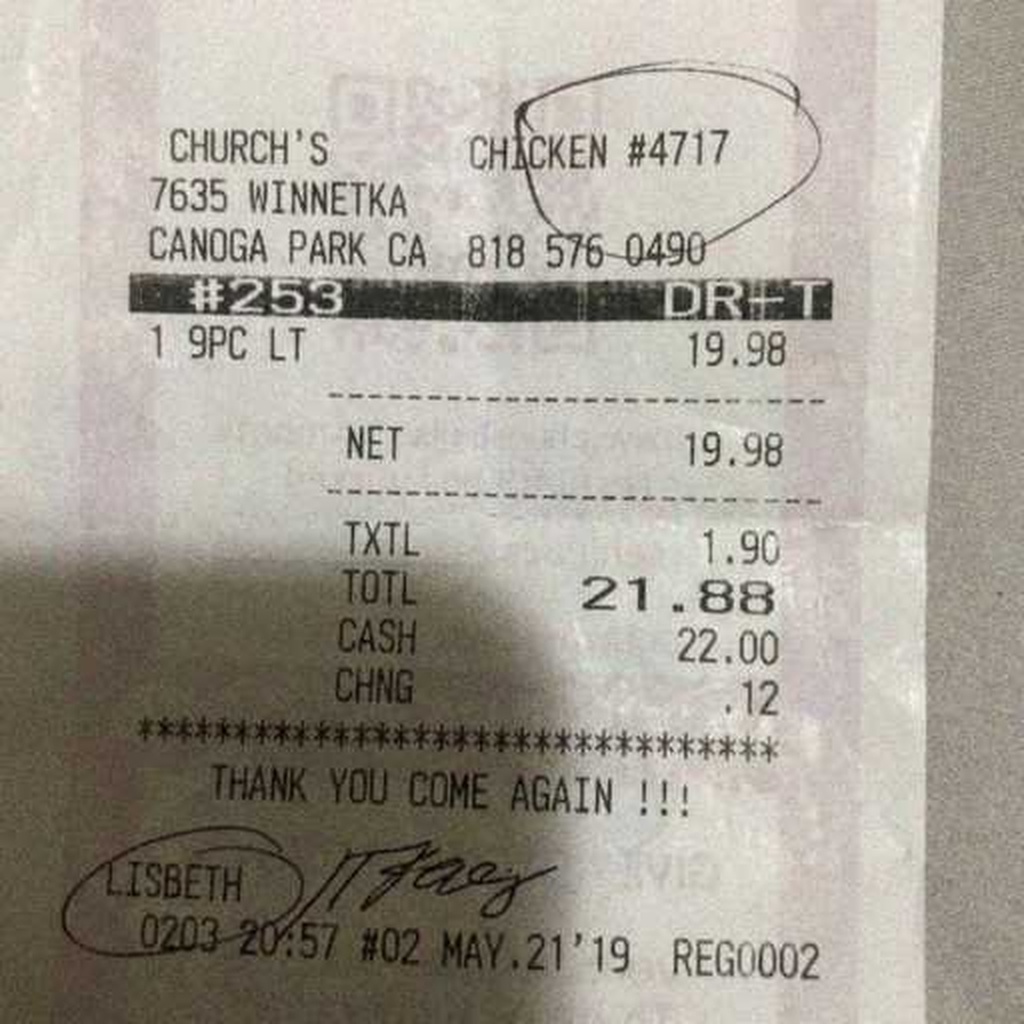 CHURCH'S CHICKEN #4717
7635 WINNETKA
CANOGA PARK CA 818 576 0490
#253 DR-T
1 9PC LT 19.98
NET 19.98
TXTL 1.90
TOTL 21.88
CASH 22.00
CHNG .12
*********************************
THANK YOU COME AGAIN !!!
LISBETH
0203 20:57 #02 MAY.21'19 REG0002